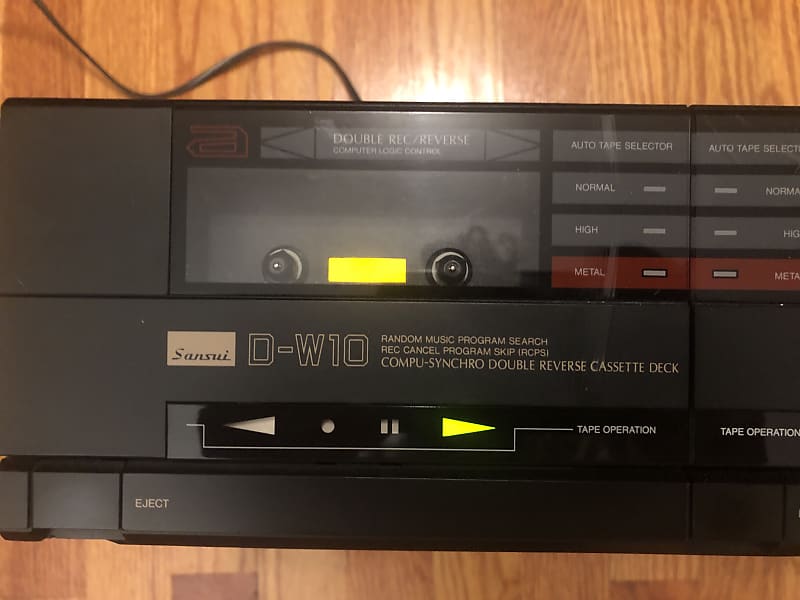 a
DOUBLE REC/REVERSE
COMPUTER LOGIC CONTROL
AUTO TAPE SELECTOR
NORMAL
HIGH
METAL
AUTO TAPE SELECTO
NORMA
HIG
META
Sansui
D-W10
RANDOM MUSIC PROGRAM SEARCH
REC CANCEL PROGRAM SKIP (RCPS)
COMPU-SYNCHRO DOUBLE REVERSE CASSETTE DECK
TAPE OPERATION
TAPE OPERATION
EJECT